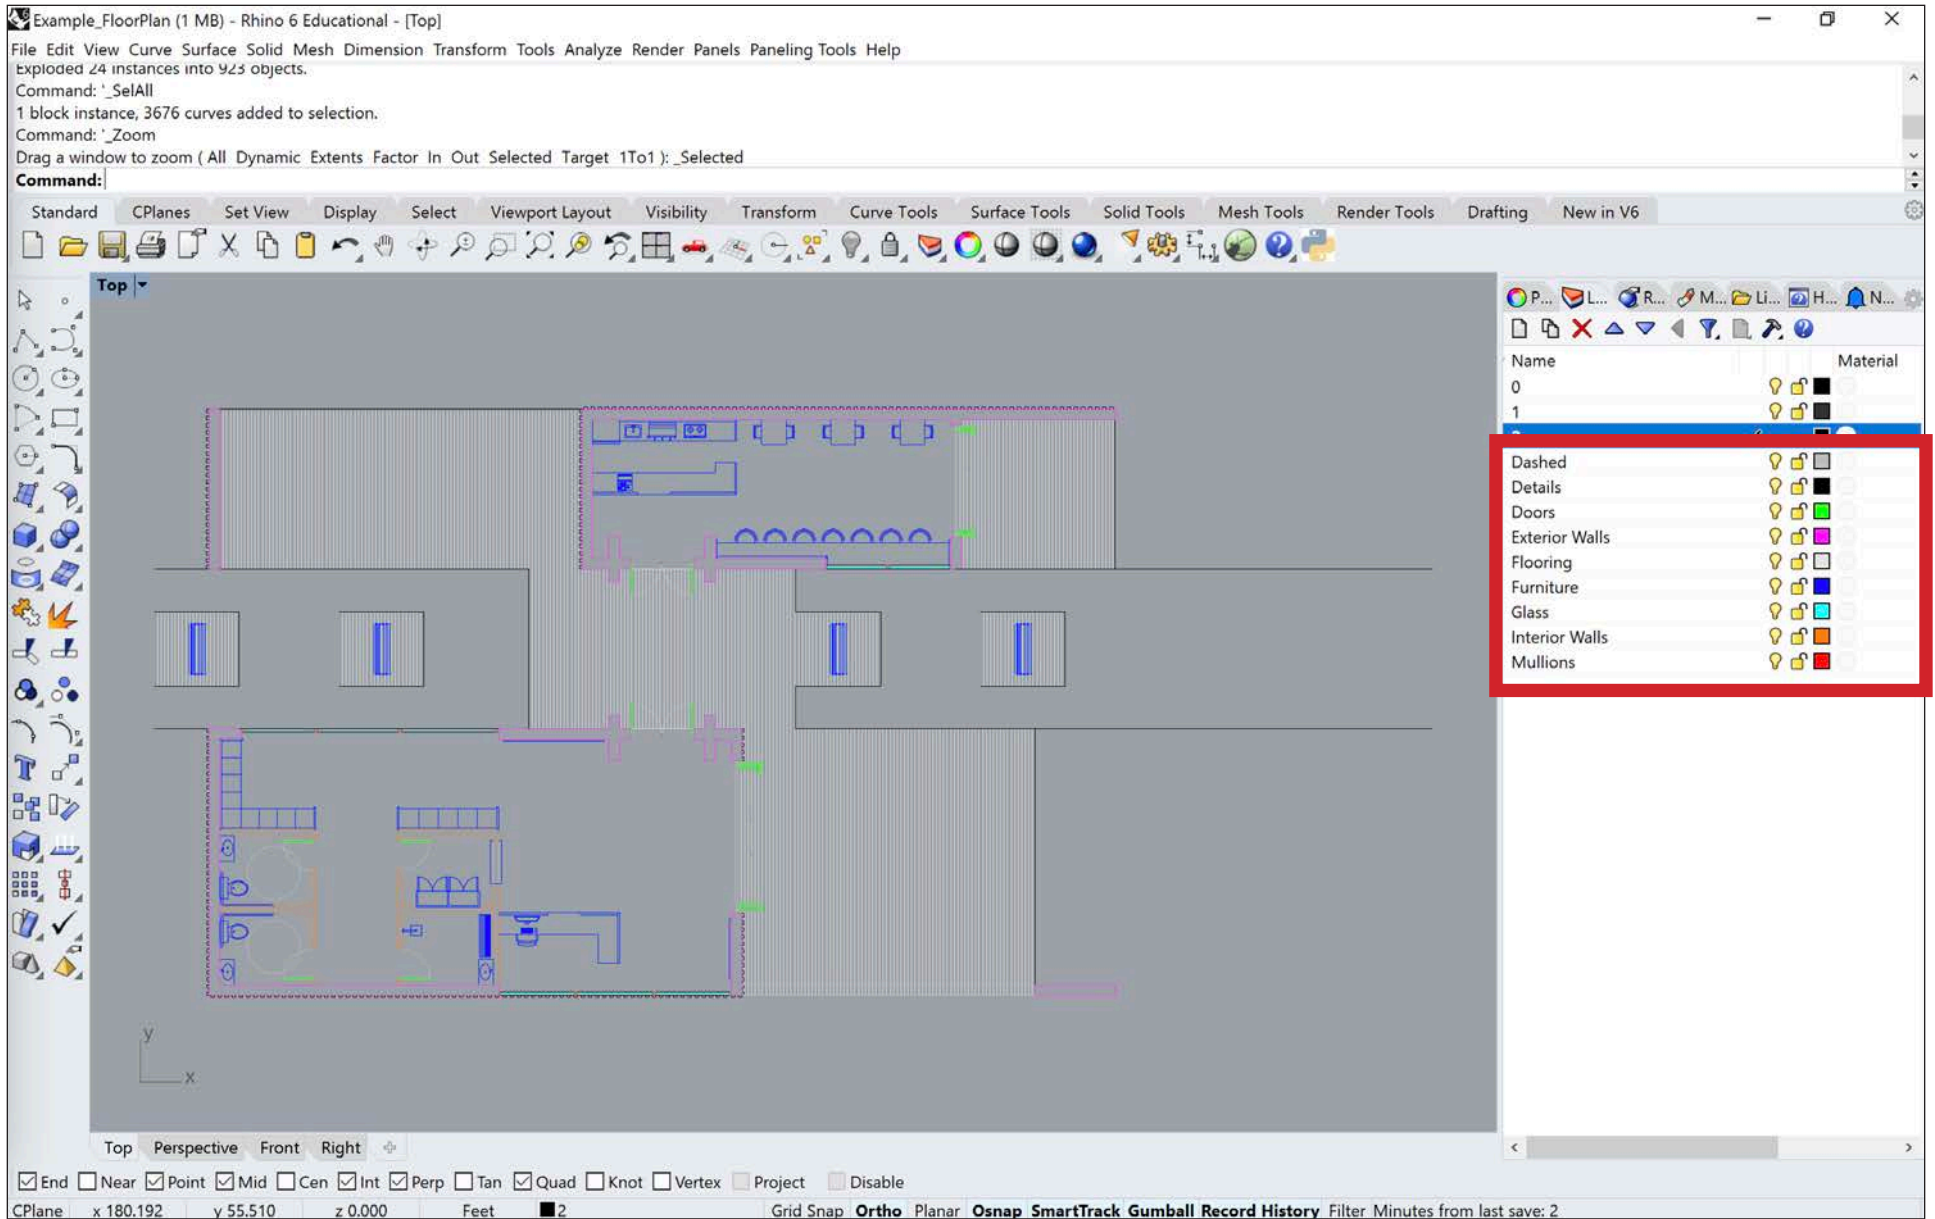 Example_FloorPlan (1 MB) - Rhino 6 Educational - [Top]
File Edit View Curve Surface Solid Mesh Dimension Transform Tools Analyze Render Panels Paneling Tools Help
Exploded 24 instances into 923 objects.
Command: '_SelAll
1 block instance, 3676 curves added to selection.
Command: '_Zoom
Drag a window to zoom ( All Dynamic Extents Factor In Out Selected Target 1To1 ): _Selected
Command:
Standard CPlanes Set View Display Select Viewport Layout Visibility Transform Curve Tools Surface Tools Solid Tools Mesh Tools Render Tools Drafting New in V6
Top
P... L... R... M... Li... H... N...
Name Material
0
1
Dashed
Details
Doors
Exterior Walls
Flooring
Furniture
Glass
Interior Walls
Mullions
y
x
Top Perspective Front Right
End Near Point Mid Cen Int Perp Tan Quad Knot Vertex Project Disable
CPlane x 180.192 y 55.510 z 0.000 Feet 2 Grid Snap Ortho Planar Osnap SmartTrack Gumball Record History Filter Minutes from last save: 2